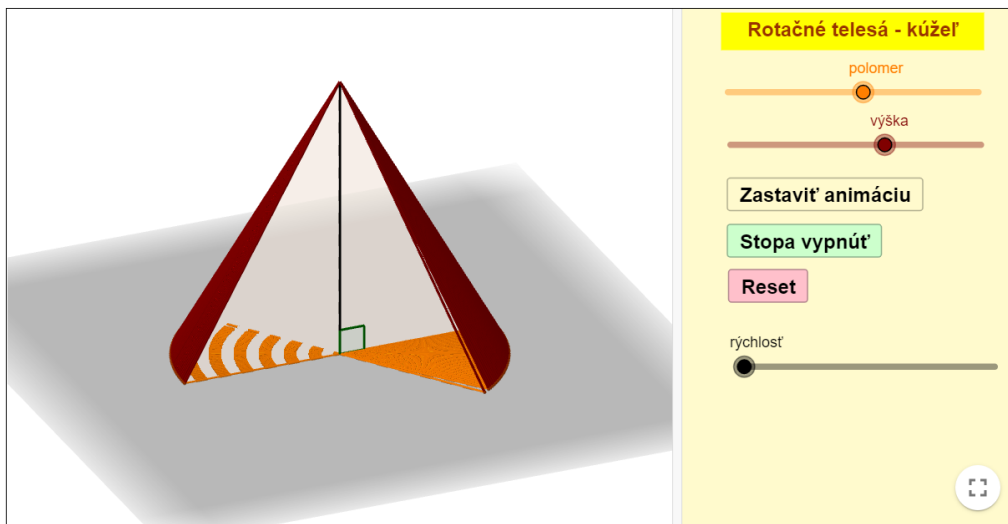 Rotačné telesá - kúžeľ
polomer
výška
Zastaviť animáciu
Stopa vypnúť
Reset
rýchlosť